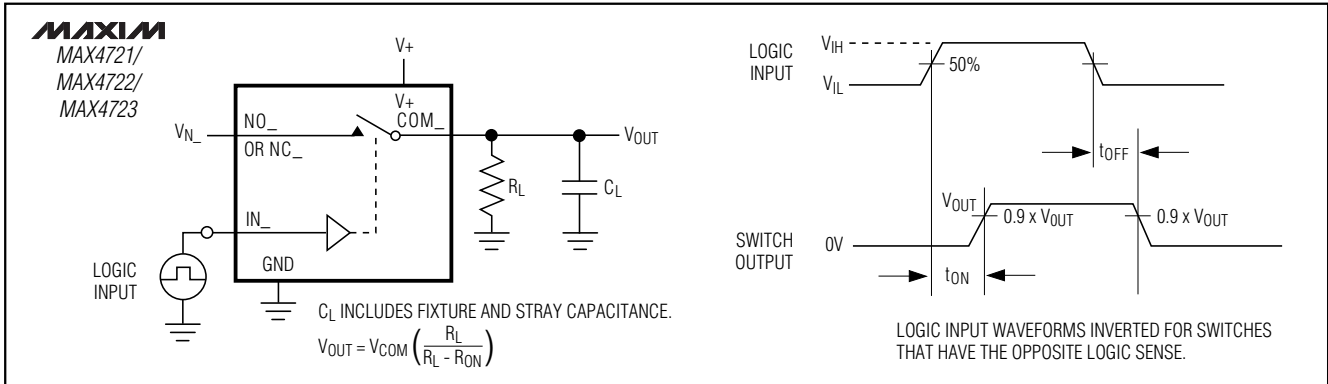 MAXIM
MAX4721/
MAX4722/
MAX4723
V+
V+
V_N_
NO_
COM_
OR NC_
V_OUT
R_L
C_L
IN_
GND
LOGIC
INPUT
C_L INCLUDES FIXTURE AND STRAY CAPACITANCE.
V_OUT = V_COM (R_L / (R_L - R_ON))
LOGIC
INPUT
V_IH
50%
V_IL
t_OFF
V_OUT
0.9 x V_OUT
0.9 x V_OUT
SWITCH
OUTPUT
0V
t_ON
LOGIC INPUT WAVEFORMS INVERTED FOR SWITCHES
THAT HAVE THE OPPOSITE LOGIC SENSE.